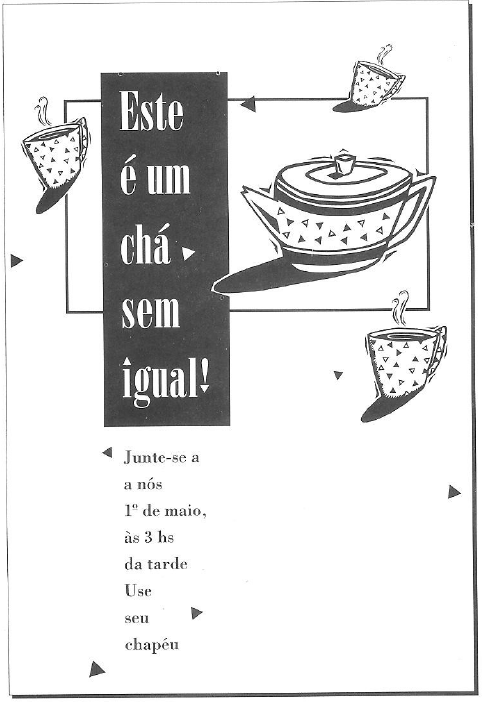 Este
é um
chá
sem
igual!
Junte-se a
a nós
1º de maio,
às 3 hs
da tarde
Use
seu
chapéu